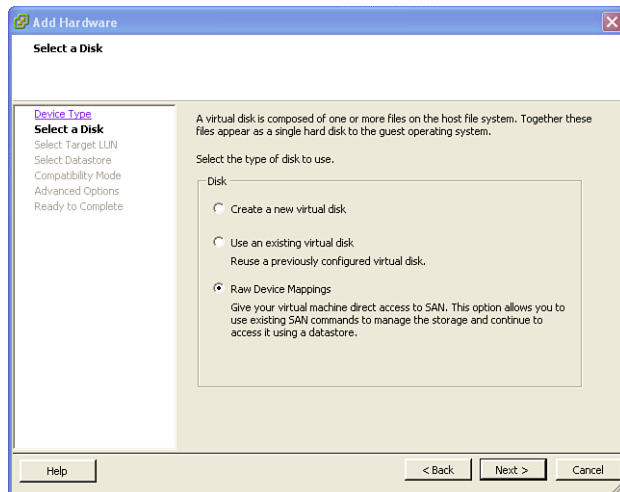 Add Hardware
Select a Disk
Device Type
Select a Disk
Select Target LUN
Select Datastore
Compatibility Mode
Advanced Options
Ready to Complete
A virtual disk is composed of one or more files on the host file system. Together these
files appear as a single hard disk to the guest operating system.
Select the type of disk to use.
Disk
Create a new virtual disk
Use an existing virtual disk
Reuse a previously configured virtual disk.
Raw Device Mappings
Give your virtual machine direct access to SAN. This option allows you to
use existing SAN commands to manage the storage and continue to
access it using a datastore.
Help
< Back
Next >
Cancel